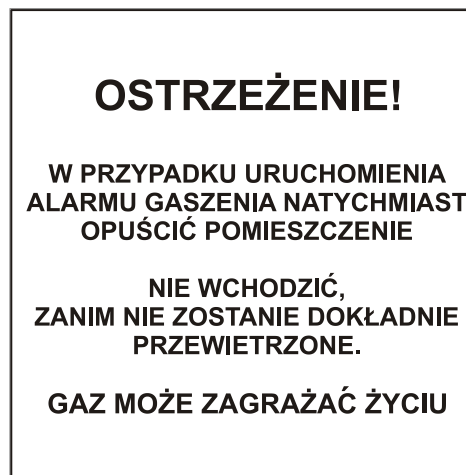 OSTRZEŻENIE!
W PRZYPADKU URUCHOMIENIA
ALARMU GASZENIA NATYCHMIAST
OPUŚCIĆ POMIESZCZENIE
NIE WCHODZIĆ,
ZANIM NIE ZOSTANIE DOKŁADNIE
PRZEWIETRZONE.
GAZ MOŻE ZAGRAŻAĆ ŻYCIU